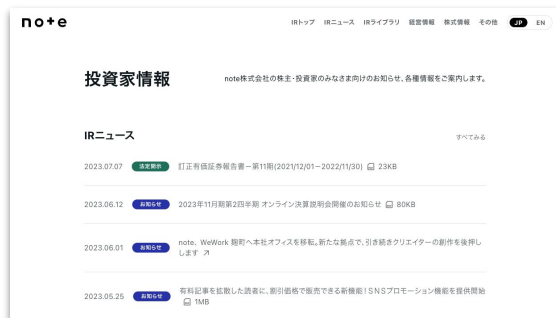 note
IRトップ IRニュース IRライブラリ 経営情報 株式情報 その他 JP EN
投資家情報
note株式会社の株主・投資家のみなさま向けのお知らせ、各種情報をご案内します。
IRニュース
すべてみる
2023.07.07 法定開示 訂正有価証券報告書－第11期(2021/12/01－2022/11/30) 23KB
2023.06.12 お知らせ 2023年11月期第2四半期 オンライン決算説明会開催のお知らせ 80KB
2023.06.01 お知らせ note、WeWork 麹町へ本社オフィスを移転。新たな拠点で、引き続きクリエイターの創作を後押し
します
2023.05.25 お知らせ 有料記事を拡散した読者に、割引価格で販売できる新機能！SNSプロモーション機能を提供開始
1MB